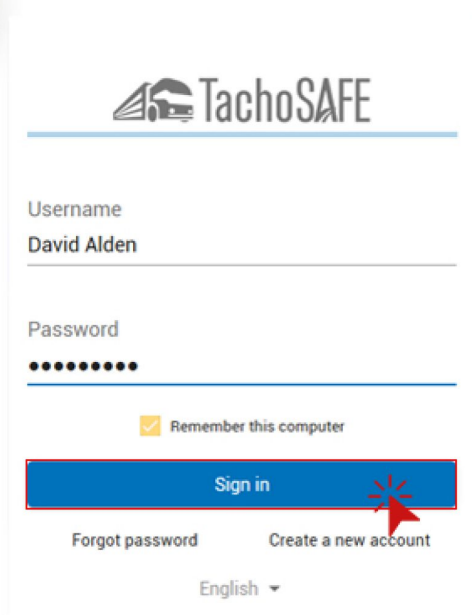 TachoSAFE
Username
David Alden
Password
•••••••••
Remember this computer
Sign in
Forgot password Create a new account
English